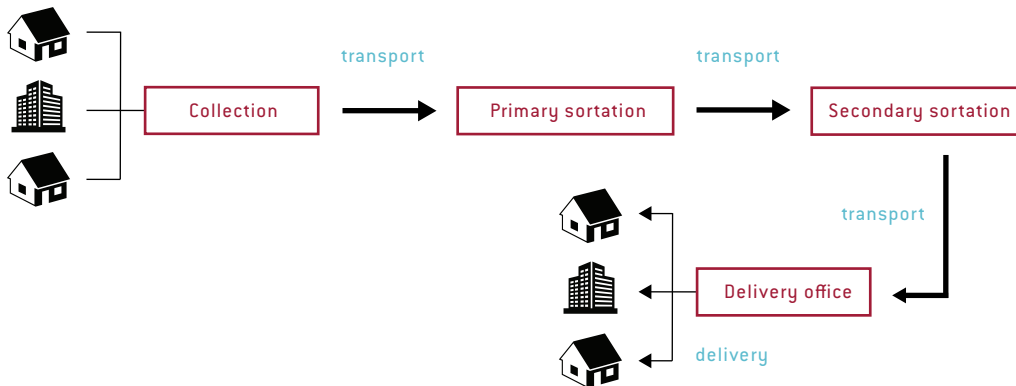 transport
transport
Collection
Primary sortation
Secondary sortation
transport
Delivery office
delivery